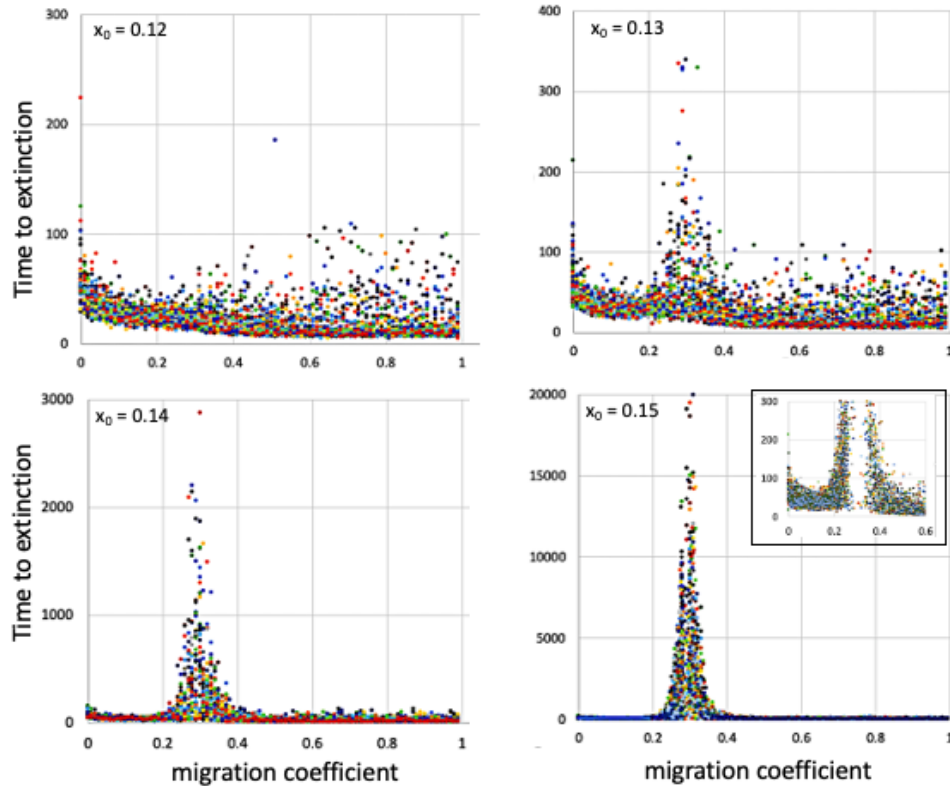 300
x₀ = 0.12
200
100
0
0 0.2 0.4 0.6 0.8 1
Time to extinction
400
x₀ = 0.13
300
200
100
0
0 0.2 0.4 0.6 0.8 1
3000
x₀ = 0.14
2000
1000
0
0 0.2 0.4 0.6 0.8 1
Time to extinction
migration coefficient
20000
x₀ = 0.15
15000
10000
5000
0
0 0.2 0.4 0.6 0.8 1
migration coefficient
300
200
100
0
0 0.2 0.4 0.6